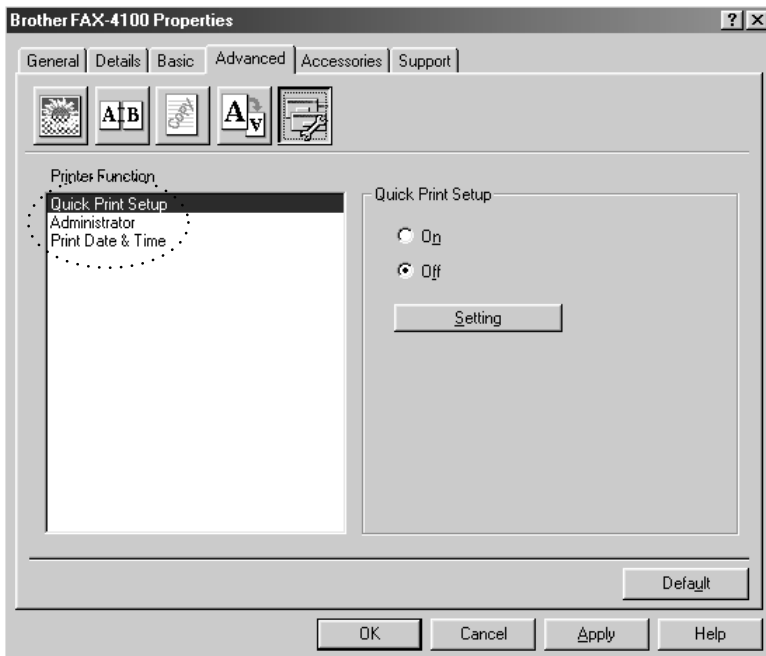 Brother FAX-4100 Properties
? ×
General Details Basic Advanced Accessories Support
A B COPY A A
Printer Function
Quick Print Setup
Administrator
Print Date & Time
Quick Print Setup
On
Off
Setting
Default
OK Cancel Apply Help